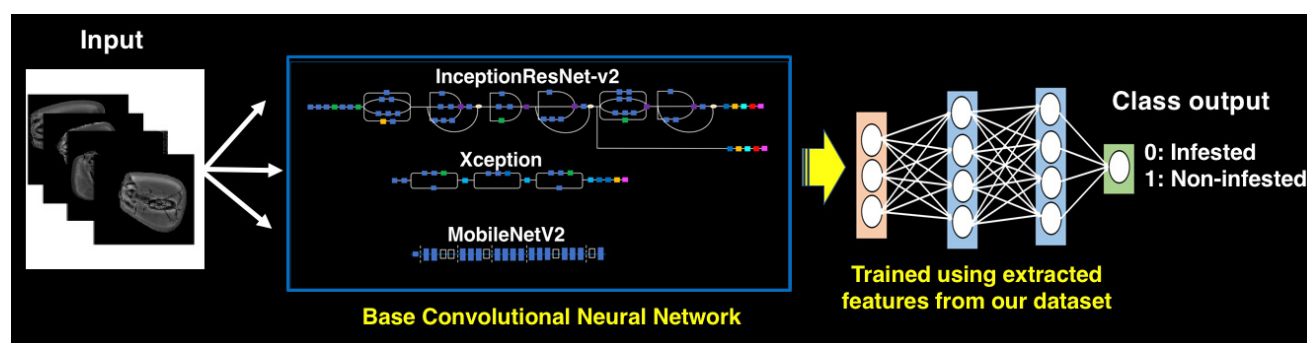 Input
InceptionResNet-v2
Xception
MobileNetV2
Base Convolutional Neural Network
Trained using extracted
features from our dataset
Class output
0: Infested
1: Non-infested